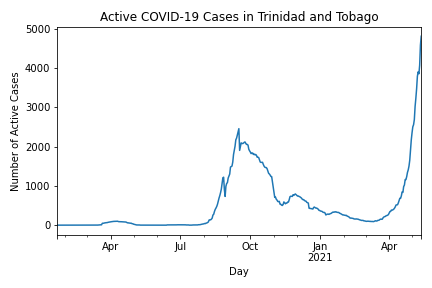 Active COVID-19 Cases in Trinidad and Tobago
Number of Active Cases
5000
4000
3000
2000
1000
0
Apr
Jul
Oct
Jan
2021
Apr
Day